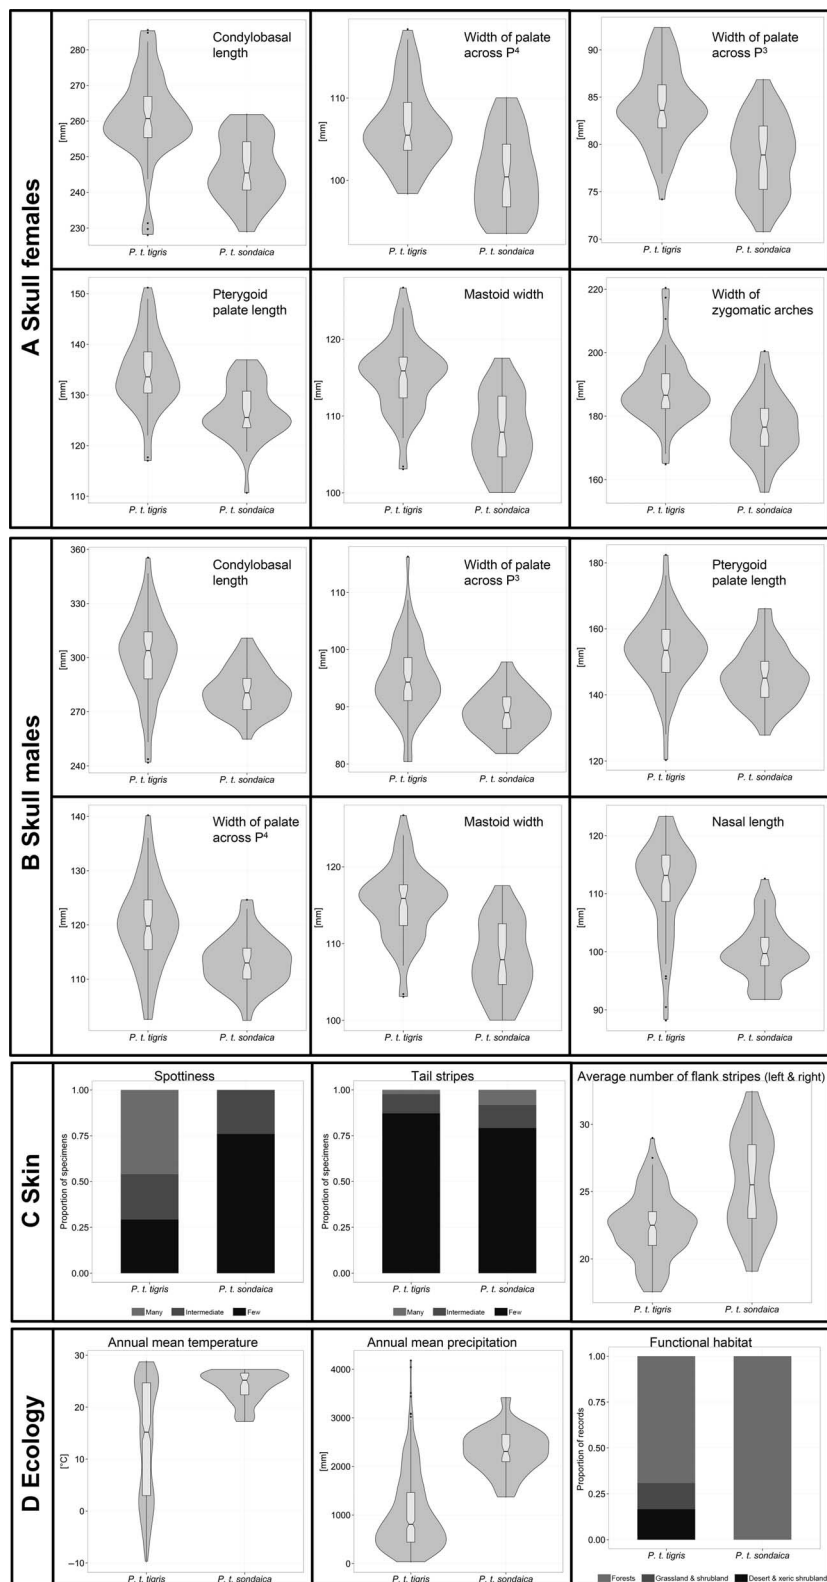 A Skull females
Condylobasal
length
[mm]
280
270
260
250
240
230
P. t. tigris
P. t. sondaica
Width of palate
across P⁴
[mm]
110
100
P. t. tigris
P. t. sondaica
Width of palate
across P³
[mm]
90
85
80
75
70
P. t. tigris
P. t. sondaica
Pterygoid
palate length
[mm]
150
140
130
120
110
P. t. tigris
P. t. sondaica
Mastoid width
[mm]
120
110
100
P. t. tigris
P. t. sondaica
Width of
zygomatic arches
[mm]
220
200
180
160
P. t. tigris
P. t. sondaica
B Skull males
Condylobasal
length
[mm]
360
330
300
270
240
P. t. tigris
P. t. sondaica
Width of palate
across P³
[mm]
110
100
90
80
P. t. tigris
P. t. sondaica
Pterygoid
palate length
[mm]
180
160
140
120
P. t. tigris
P. t. sondaica
Width of palate
across P⁴
[mm]
140
130
120
110
P. t. tigris
P. t. sondaica
Mastoid width
[mm]
120
110
100
P. t. tigris
P. t. sondaica
Nasal length
[mm]
120
110
100
90
P. t. tigris
P. t. sondaica
C Skin
Spottiness
Proportion of specimens
1.00
0.75
0.50
0.25
0.00
P. t. tigris
P. t. sondaica
Many Intermediate Few
Tail stripes
Proportion of specimens
1.00
0.75
0.50
0.25
0.00
P. t. tigris
P. t. sondaica
Many Intermediate Few
Average number of flank stripes (left & right)
30
25
20
P. t. tigris
P. t. sondaica
D Ecology
Annual mean temperature
[°C]
30
20
10
0
−10
P. t. tigris
P. t. sondaica
Annual mean precipitation
[mm]
4000
3000
2000
1000
0
P. t. tigris
P. t. sondaica
Functional habitat
Proportion of records
1.00
0.75
0.50
0.25
0.00
P. t. tigris
P. t. sondaica
Forests Grassland & shrubland Desert & xeric shrubland